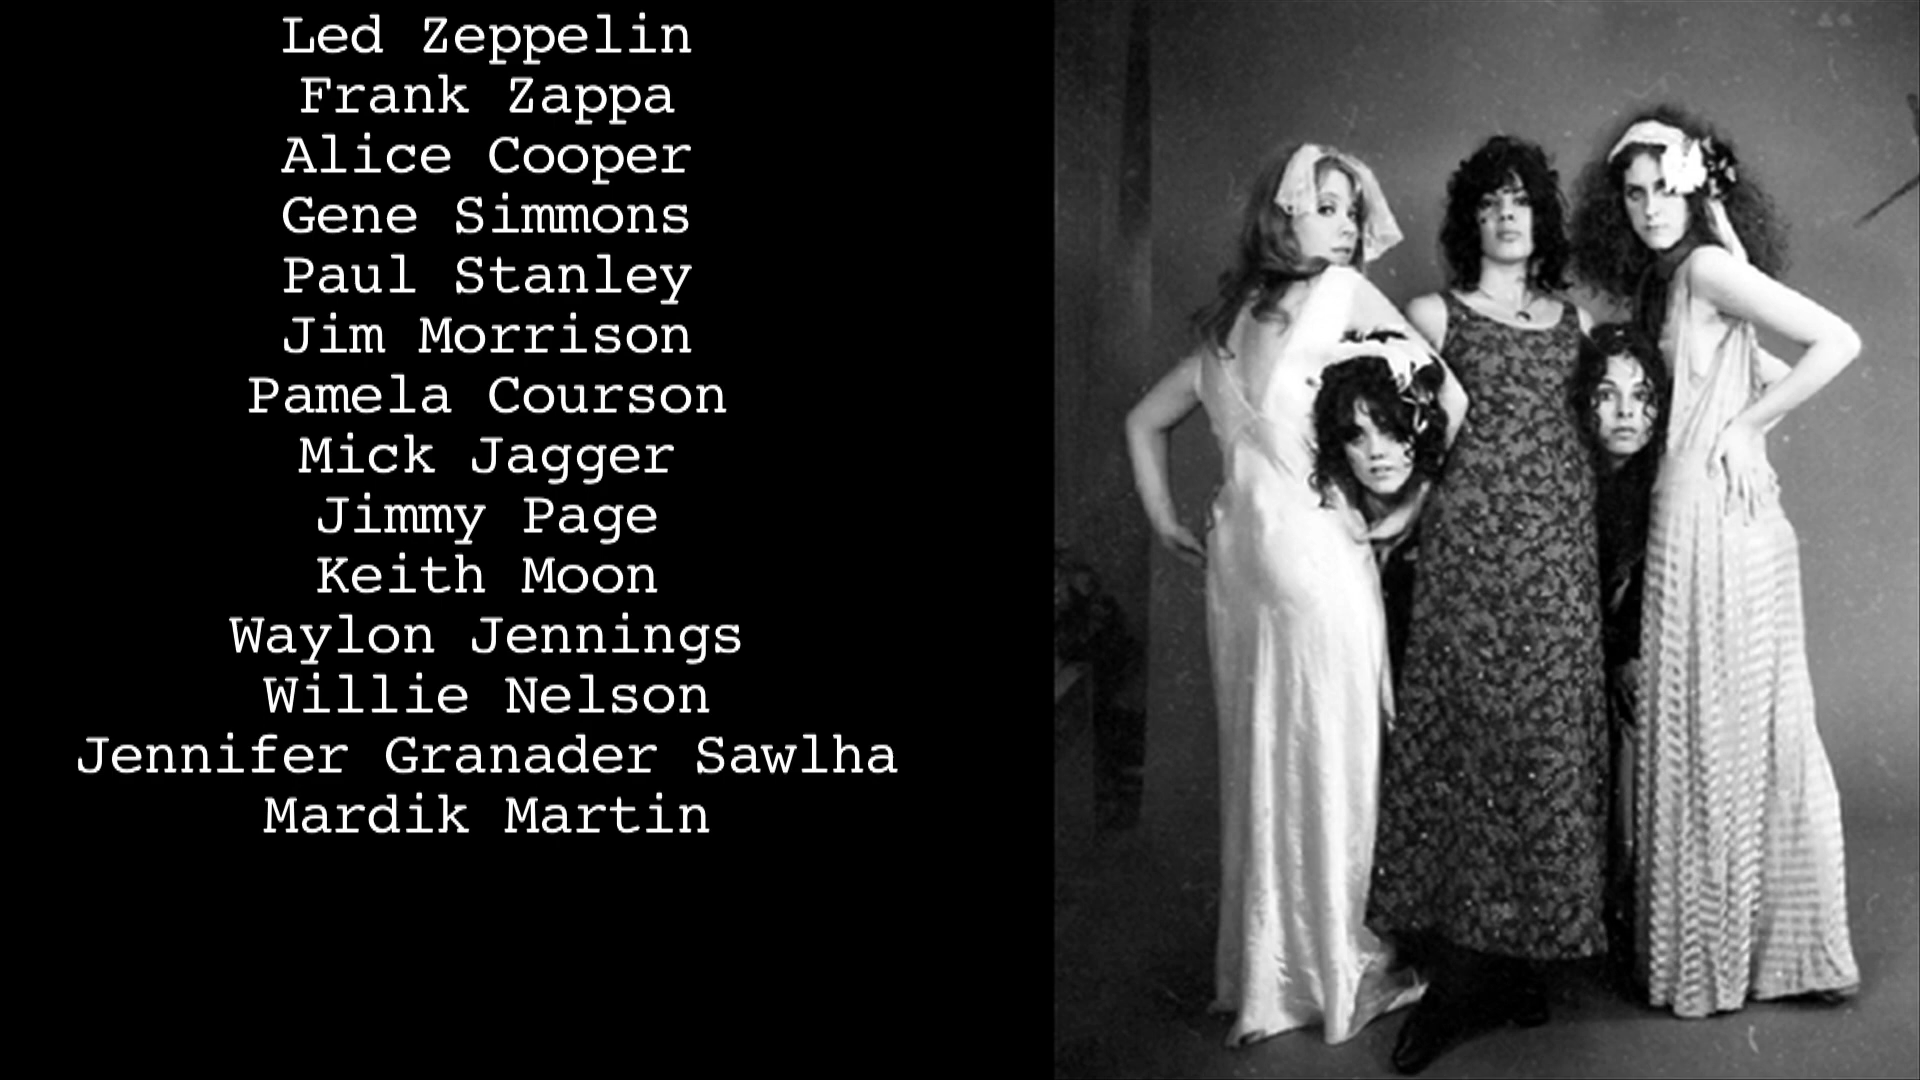 Led Zeppelin
Frank Zappa
Alice Cooper
Gene Simmons
Paul Stanley
Jim Morrison
Pamela Courson
Mick Jagger
Jimmy Page
Keith Moon
Waylon Jennings
Willie Nelson
Jennifer Granader Sawlha
Mardik Martin